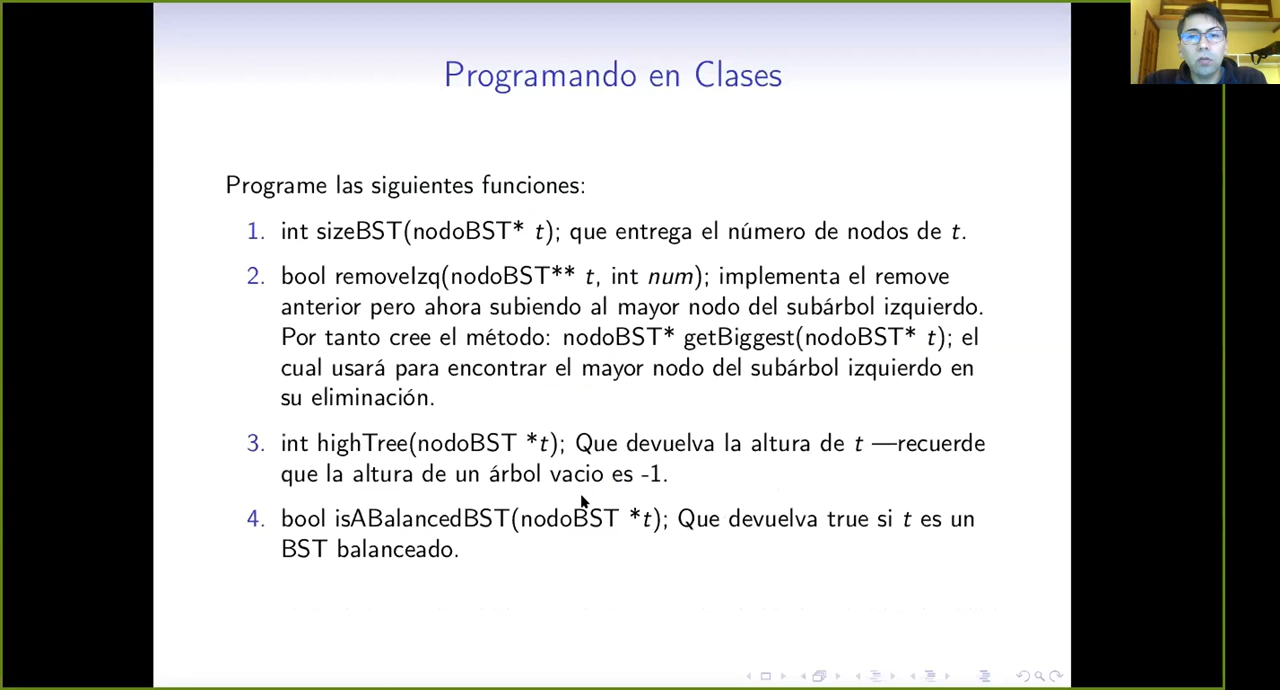 Programando en Clases
Programe las siguientes funciones:
1. int sizeBST(nodoBST* t); que entrega el número de nodos de t.
2. bool removeIzq(nodoBST** t, int num); implementa el remove
anterior pero ahora subiendo al mayor nodo del subárbol izquierdo.
Por tanto cree el método: nodoBST* getBiggest(nodoBST* t); el
cual usará para encontrar el mayor nodo del subárbol izquierdo en
su eliminación.
3. int highTree(nodoBST *t); Que devuelva la altura de t —recuerde
que la altura de un árbol vacio es -1.
4. bool isABalancedBST(nodoBST *t); Que devuelva true si t es un
BST balanceado.